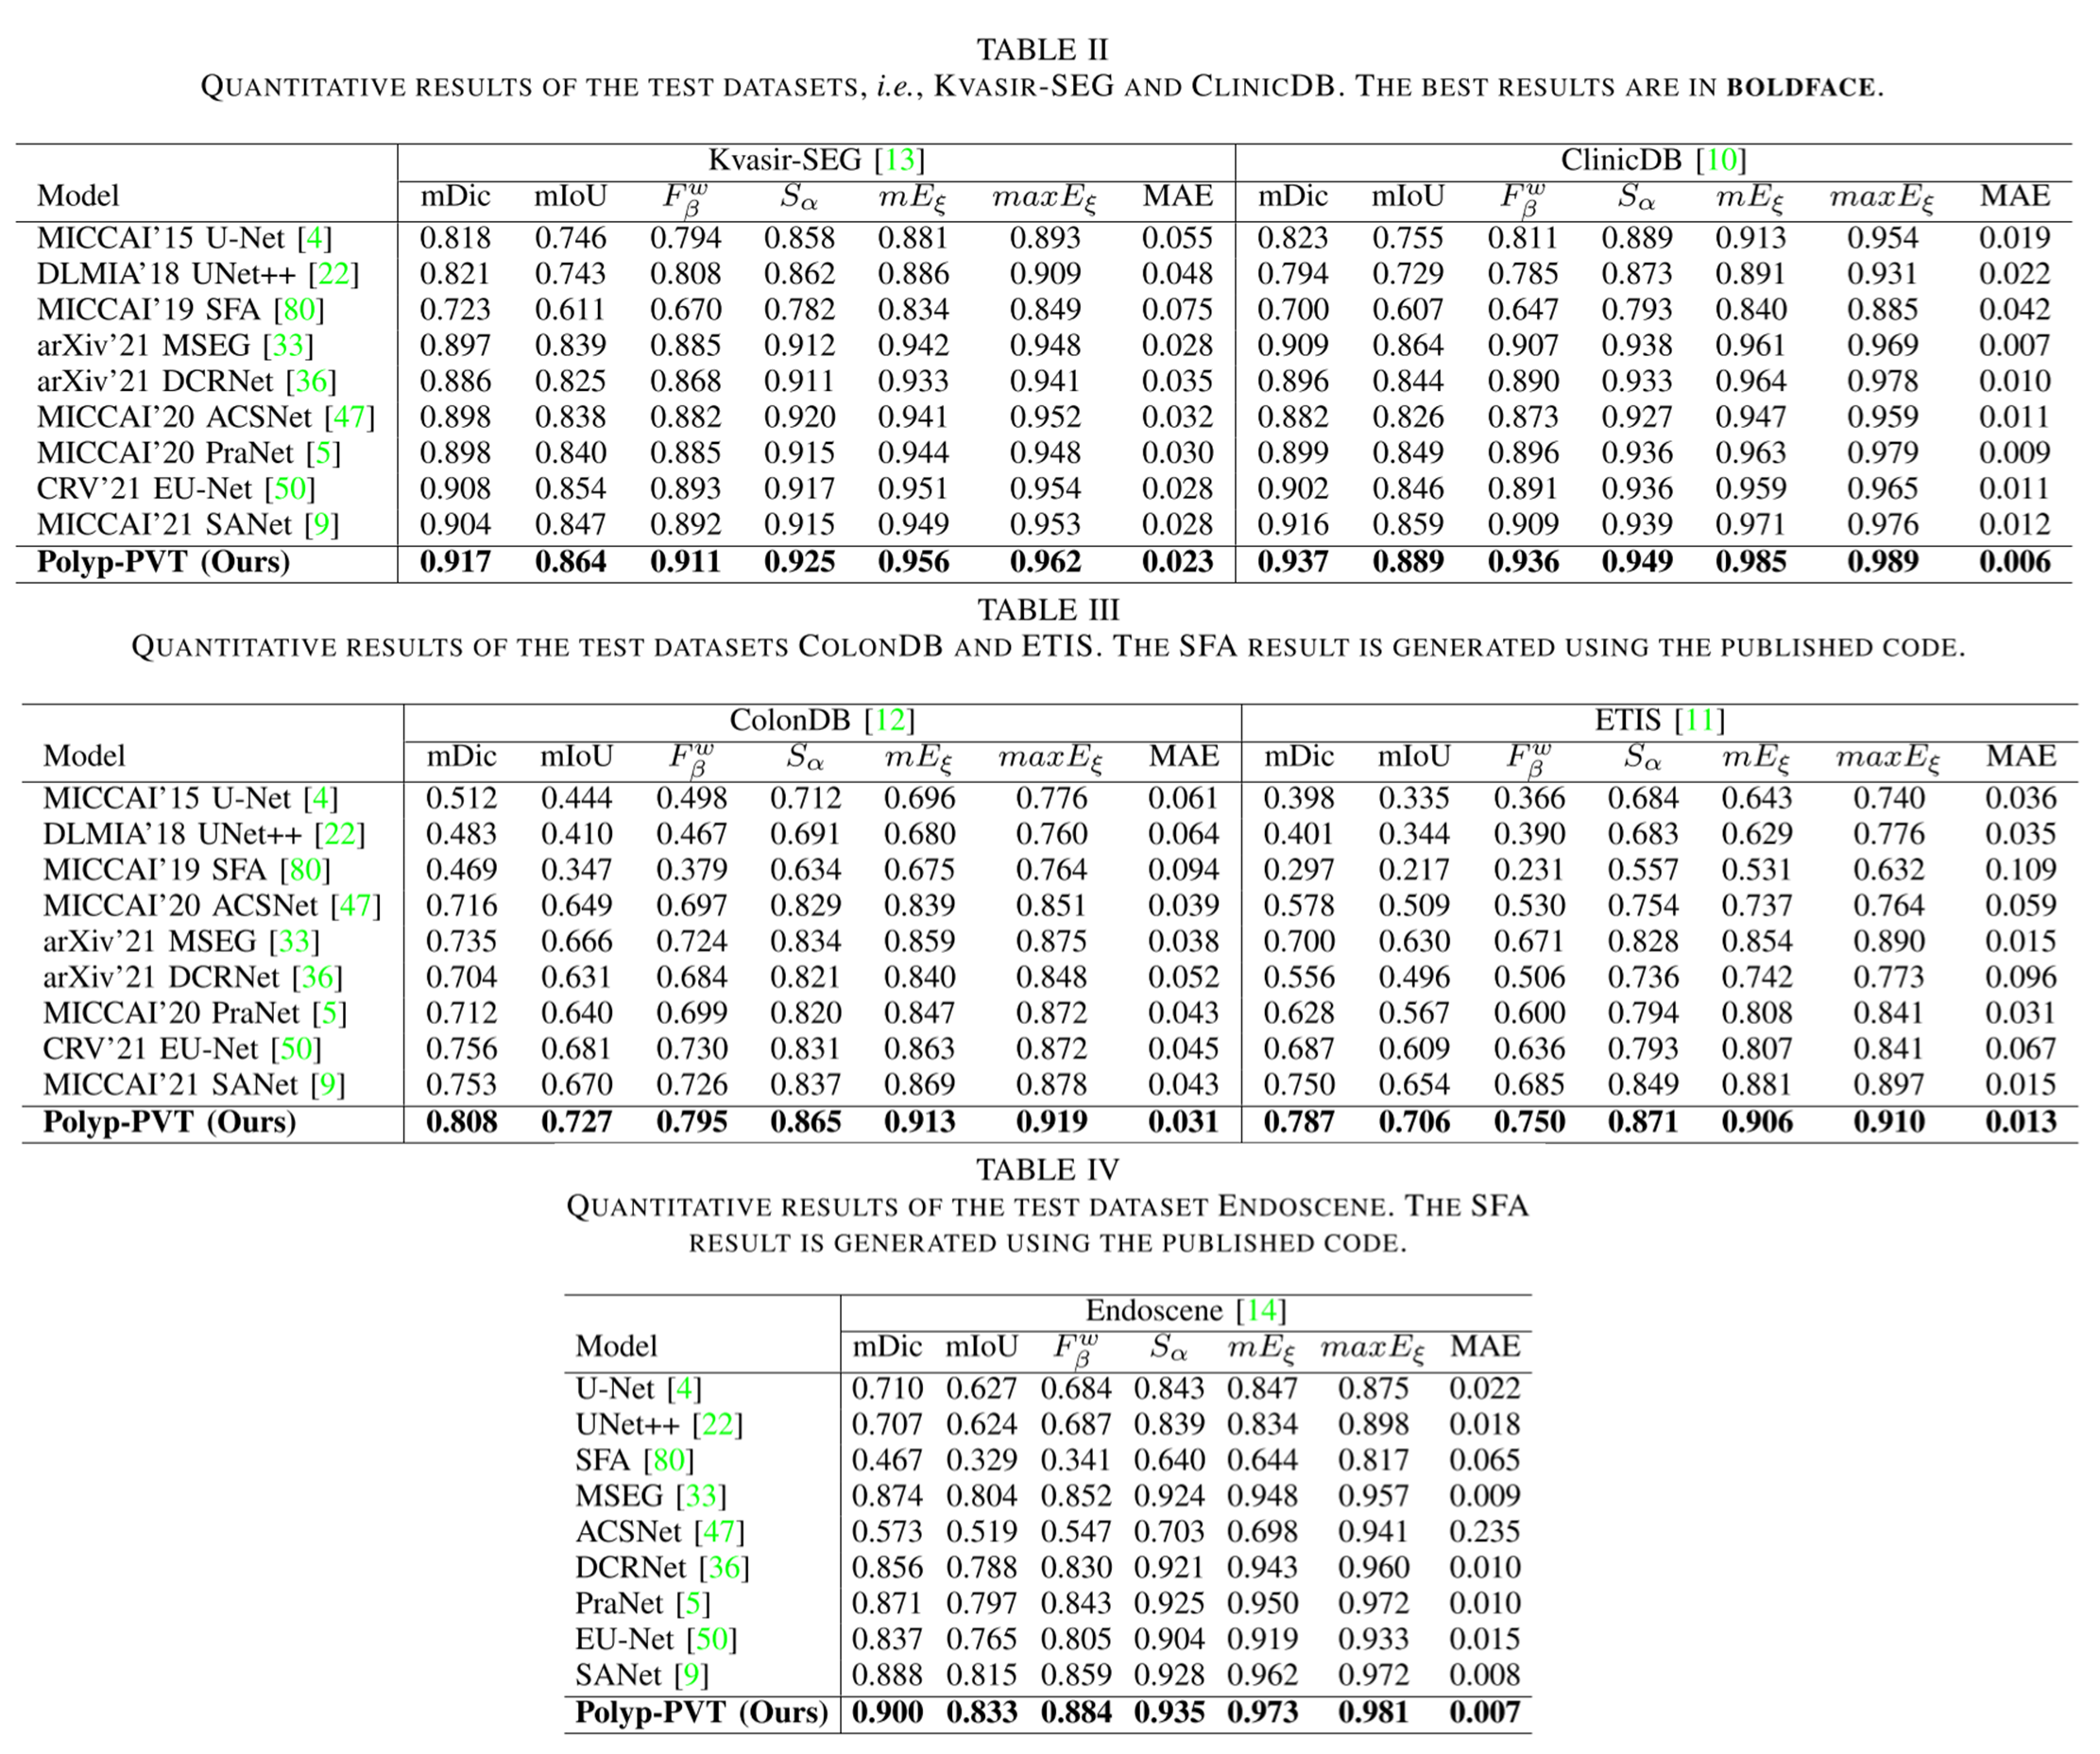 TABLE II
QUANTITATIVE RESULTS OF THE TEST DATASETS, i.e., KVASIR-SEG AND CLINICDB. THE BEST RESULTS ARE IN BOLDFACE.
Kvasir-SEG [13] ClinicDB [10]
Model mDic mIoU F_β^w S_α mE_ξ maxE_ξ MAE mDic mIoU F_β^w S_α mE_ξ maxE_ξ MAE
MICCAI'15 U-Net [4] 0.818 0.746 0.794 0.858 0.881 0.893 0.055 0.823 0.755 0.811 0.889 0.913 0.954 0.019
DLMIA'18 UNet++ [22] 0.821 0.743 0.808 0.862 0.886 0.909 0.048 0.794 0.729 0.785 0.873 0.891 0.931 0.022
MICCAI'19 SFA [80] 0.723 0.611 0.670 0.782 0.834 0.849 0.075 0.700 0.607 0.647 0.793 0.840 0.885 0.042
arXiv'21 MSEG [33] 0.897 0.839 0.885 0.912 0.942 0.948 0.028 0.909 0.864 0.907 0.938 0.961 0.969 0.007
arXiv'21 DCRNet [36] 0.886 0.825 0.868 0.911 0.933 0.941 0.035 0.896 0.844 0.890 0.933 0.964 0.978 0.010
MICCAI'20 ACSNet [47] 0.898 0.838 0.882 0.920 0.941 0.952 0.032 0.882 0.826 0.873 0.927 0.947 0.959 0.011
MICCAI'20 PraNet [5] 0.898 0.840 0.885 0.915 0.944 0.948 0.030 0.899 0.849 0.896 0.936 0.963 0.979 0.009
CRV'21 EU-Net [50] 0.908 0.854 0.893 0.917 0.951 0.954 0.028 0.902 0.846 0.891 0.936 0.959 0.965 0.011
MICCAI'21 SANet [9] 0.904 0.847 0.892 0.915 0.949 0.953 0.028 0.916 0.859 0.909 0.939 0.971 0.976 0.012
Polyp-PVT (Ours) 0.917 0.864 0.911 0.925 0.956 0.962 0.023 0.937 0.889 0.936 0.949 0.985 0.989 0.006
TABLE III
QUANTITATIVE RESULTS OF THE TEST DATASETS COLONDB AND ETIS. THE SFA RESULT IS GENERATED USING THE PUBLISHED CODE.
ColonDB [12] ETIS [11]
Model mDic mIoU F_β^w S_α mE_ξ maxE_ξ MAE mDic mIoU F_β^w S_α mE_ξ maxE_ξ MAE
MICCAI'15 U-Net [4] 0.512 0.444 0.498 0.712 0.696 0.776 0.061 0.398 0.335 0.366 0.684 0.643 0.740 0.036
DLMIA'18 UNet++ [22] 0.483 0.410 0.467 0.691 0.680 0.760 0.064 0.401 0.344 0.390 0.683 0.629 0.776 0.035
MICCAI'19 SFA [80] 0.469 0.347 0.379 0.634 0.675 0.764 0.094 0.297 0.217 0.231 0.557 0.531 0.632 0.109
MICCAI'20 ACSNet [47] 0.716 0.649 0.697 0.829 0.839 0.851 0.039 0.578 0.509 0.530 0.754 0.737 0.764 0.059
arXiv'21 MSEG [33] 0.735 0.666 0.724 0.834 0.859 0.875 0.038 0.700 0.630 0.671 0.828 0.854 0.890 0.015
arXiv'21 DCRNet [36] 0.704 0.631 0.684 0.821 0.840 0.848 0.052 0.556 0.496 0.506 0.736 0.742 0.773 0.096
MICCAI'20 PraNet [5] 0.712 0.640 0.699 0.820 0.847 0.872 0.043 0.628 0.567 0.600 0.794 0.808 0.841 0.031
CRV'21 EU-Net [50] 0.756 0.681 0.730 0.831 0.863 0.872 0.045 0.687 0.609 0.636 0.793 0.807 0.841 0.067
MICCAI'21 SANet [9] 0.753 0.670 0.726 0.837 0.869 0.878 0.043 0.750 0.654 0.685 0.849 0.881 0.897 0.015
Polyp-PVT (Ours) 0.808 0.727 0.795 0.865 0.913 0.919 0.031 0.787 0.706 0.750 0.871 0.906 0.910 0.013
TABLE IV
QUANTITATIVE RESULTS OF THE TEST DATASET ENDOSCENE. THE SFA
RESULT IS GENERATED USING THE PUBLISHED CODE.
Endoscene [14]
Model mDic mIoU F_β^w S_α mE_ξ maxE_ξ MAE
U-Net [4] 0.710 0.627 0.684 0.843 0.847 0.875 0.022
UNet++ [22] 0.707 0.624 0.687 0.839 0.834 0.898 0.018
SFA [80] 0.467 0.329 0.341 0.640 0.644 0.817 0.065
MSEG [33] 0.874 0.804 0.852 0.924 0.948 0.957 0.009
ACSNet [47] 0.573 0.519 0.547 0.703 0.698 0.941 0.235
DCRNet [36] 0.856 0.788 0.830 0.921 0.943 0.960 0.010
PraNet [5] 0.871 0.797 0.843 0.925 0.950 0.972 0.010
EU-Net [50] 0.837 0.765 0.805 0.904 0.919 0.933 0.015
SANet [9] 0.888 0.815 0.859 0.928 0.962 0.972 0.008
Polyp-PVT (Ours) 0.900 0.833 0.884 0.935 0.973 0.981 0.007